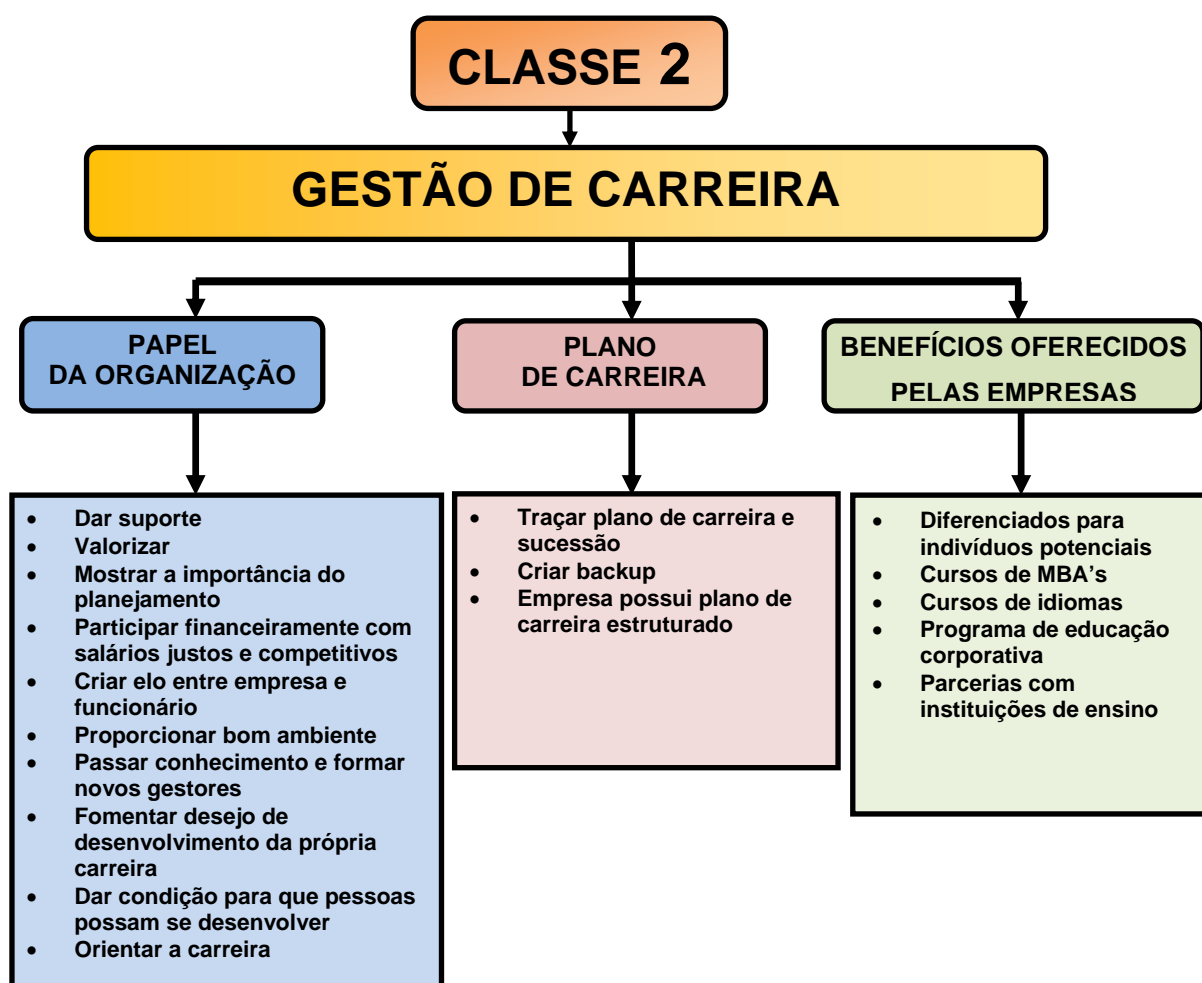 CLASSE 2
GESTÃO DE CARREIRA
PAPEL
DA ORGANIZAÇÃO
• Dar suporte
• Valorizar
• Mostrar a importância do
planejamento
• Participar financeiramente com
salários justos e competitivos
• Criar elo entre empresa e
funcionário
• Proporcionar bom ambiente
• Passar conhecimento e formar
novos gestores
• Fomentar desejo de
desenvolvimento da própria
carreira
• Dar condição para que pessoas
possam se desenvolver
• Orientar a carreira
PLANO
DE CARREIRA
• Traçar plano de carreira e
sucessão
• Criar backup
• Empresa possui plano de
carreira estruturado
BENEFÍCIOS OFERECIDOS
PELAS EMPRESAS
• Diferenciados para
indivíduos potenciais
• Cursos de MBA’s
• Cursos de idiomas
• Programa de educação
corporativa
• Parcerias com
instituições de ensino